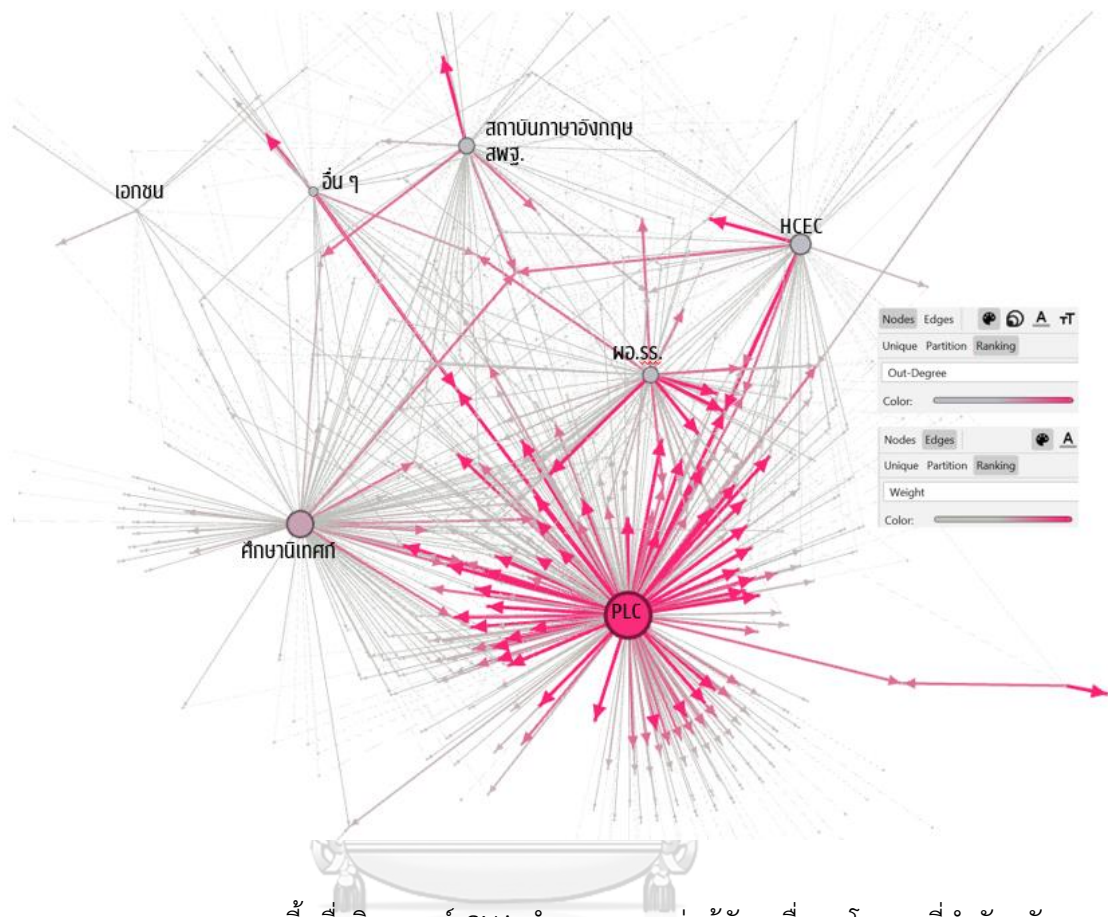 สถาบันภาษาอังกฤษ
สพฐ.
อื่น ๆ
เอกชน
HCEC
ผอ.รร.
ศึกษานิเทศก์
PLC
Nodes Edges A TT
Unique Partition Ranking
Out-Degree
Color:
Nodes Edges A
Unique Partition Ranking
Weight
Color: